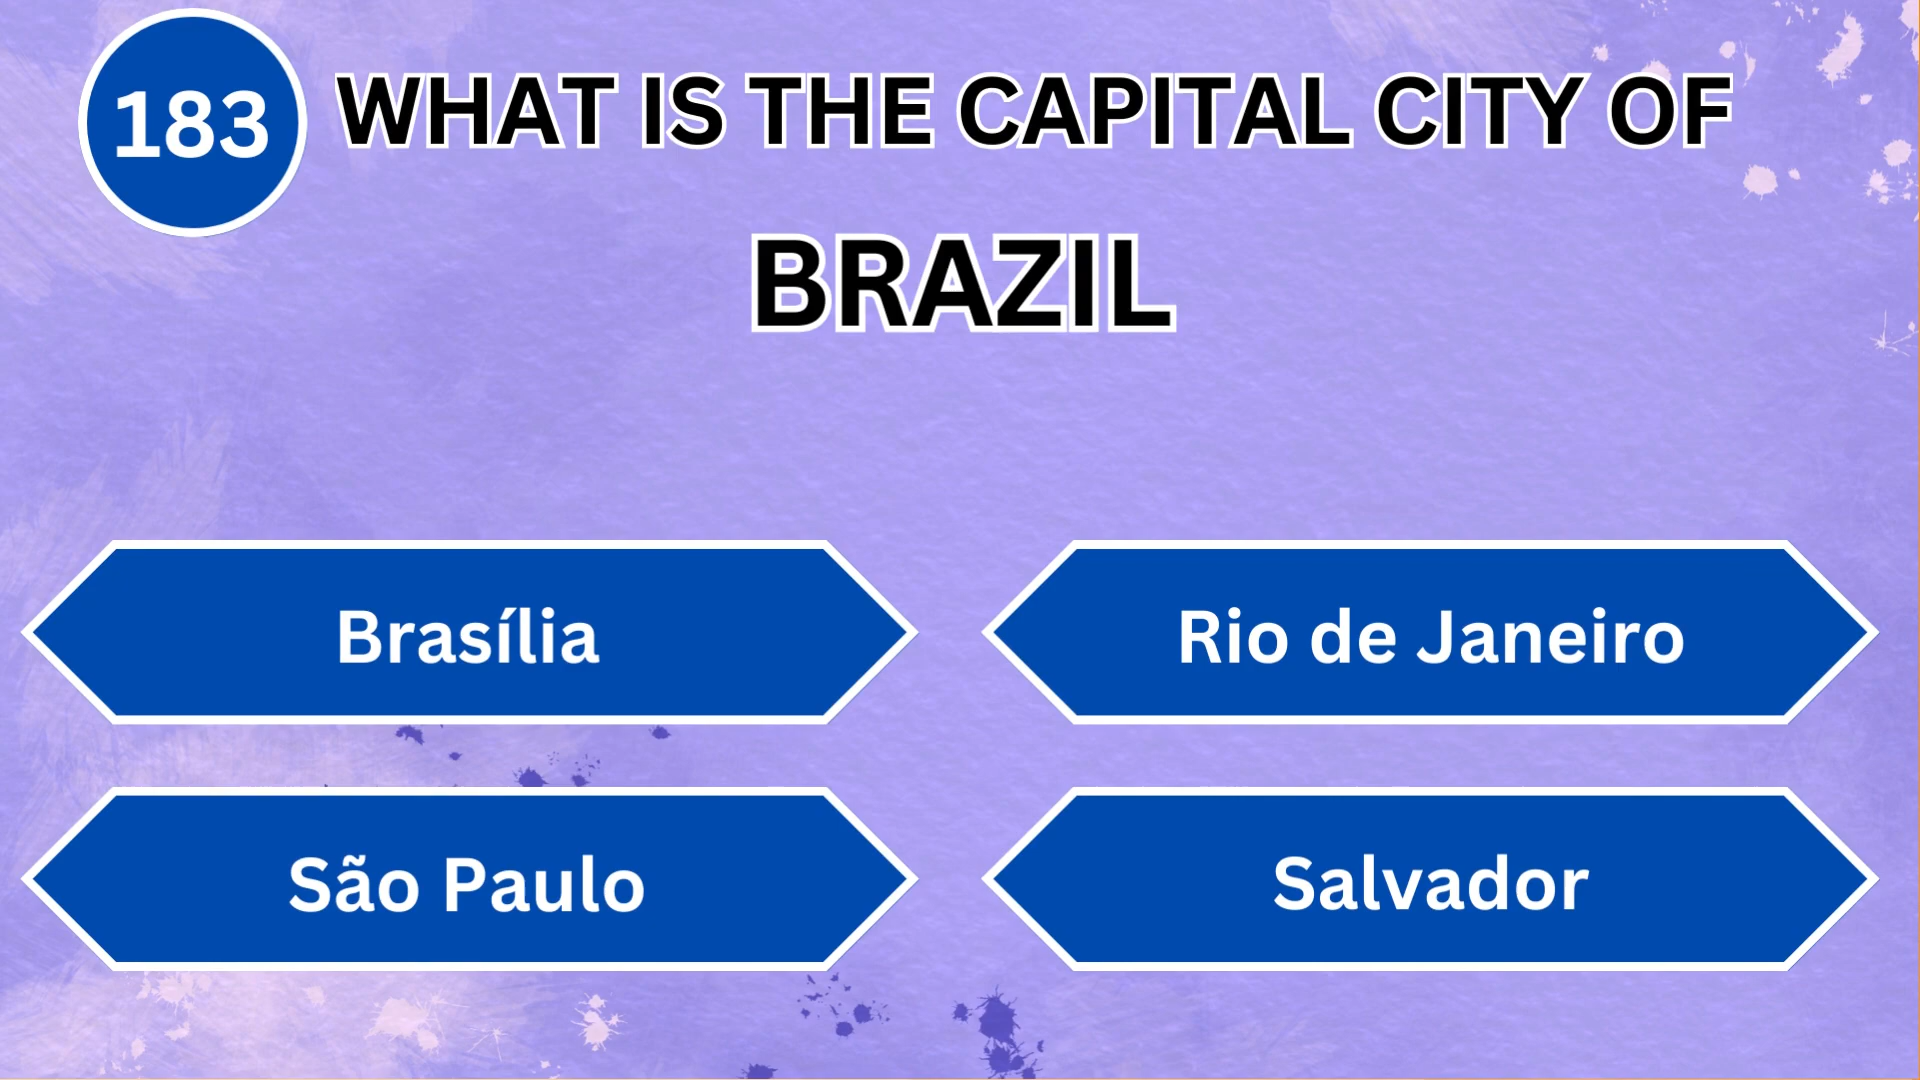 183
WHAT IS THE CAPITAL CITY OF
BRAZIL
Brasília
Rio de Janeiro
São Paulo
Salvador